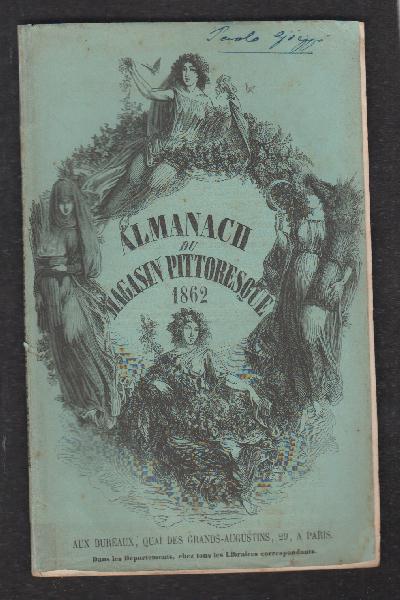 Paolo
ALMANACH
DU
MAGASIN PITTORESQUE
1862
AUX BUREAUX, QUAI DES GRANDS-AUGUSTINS, 29, A PARIS.
Dans les Départements, chez tous les Libraires correspondants.